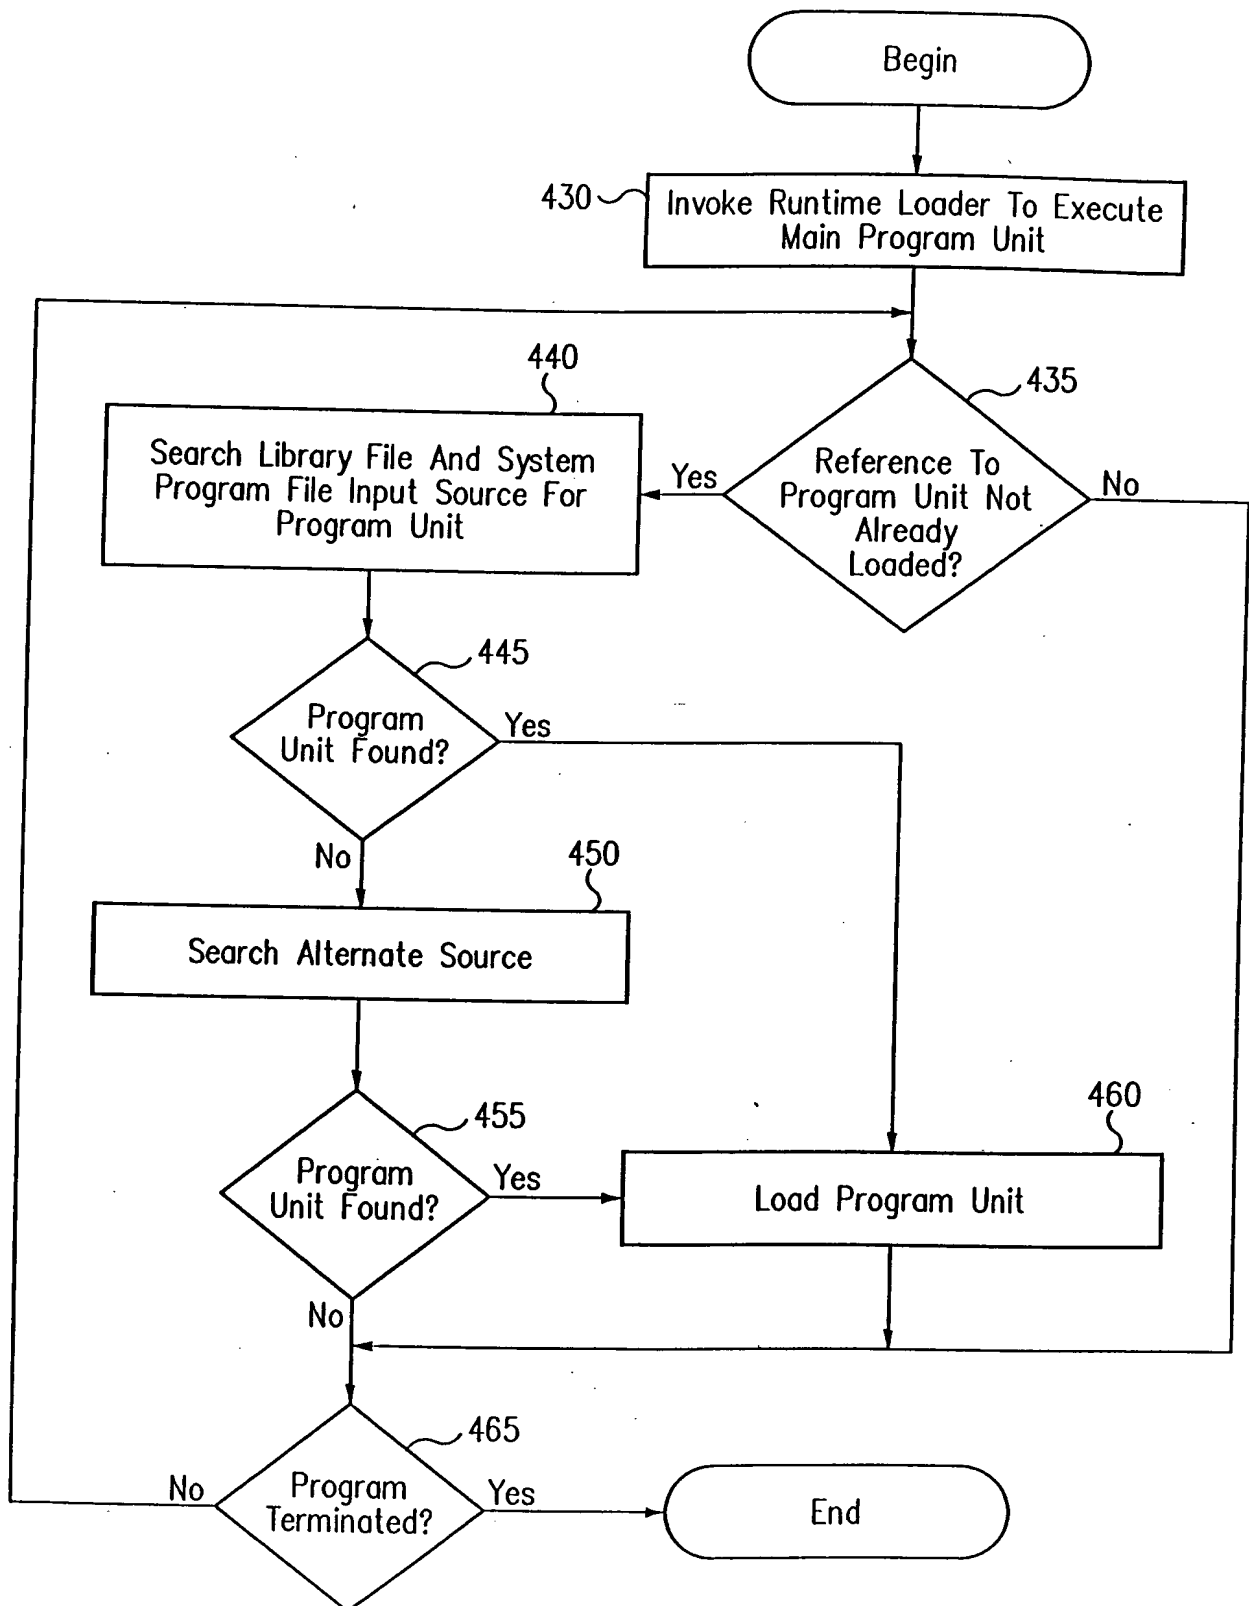 Begin
430
Invoke Runtime Loader To Execute
Main Program Unit
440
435
Search Library File And System
Program File Input Source For
Program Unit
Yes
Reference To
Program Unit Not
Already
Loaded?
No
445
Program
Unit Found?
Yes
No
450
Search Alternate Source
455
460
Program
Unit Found?
Yes
Load Program Unit
No
465
No
Program
Terminated?
Yes
End